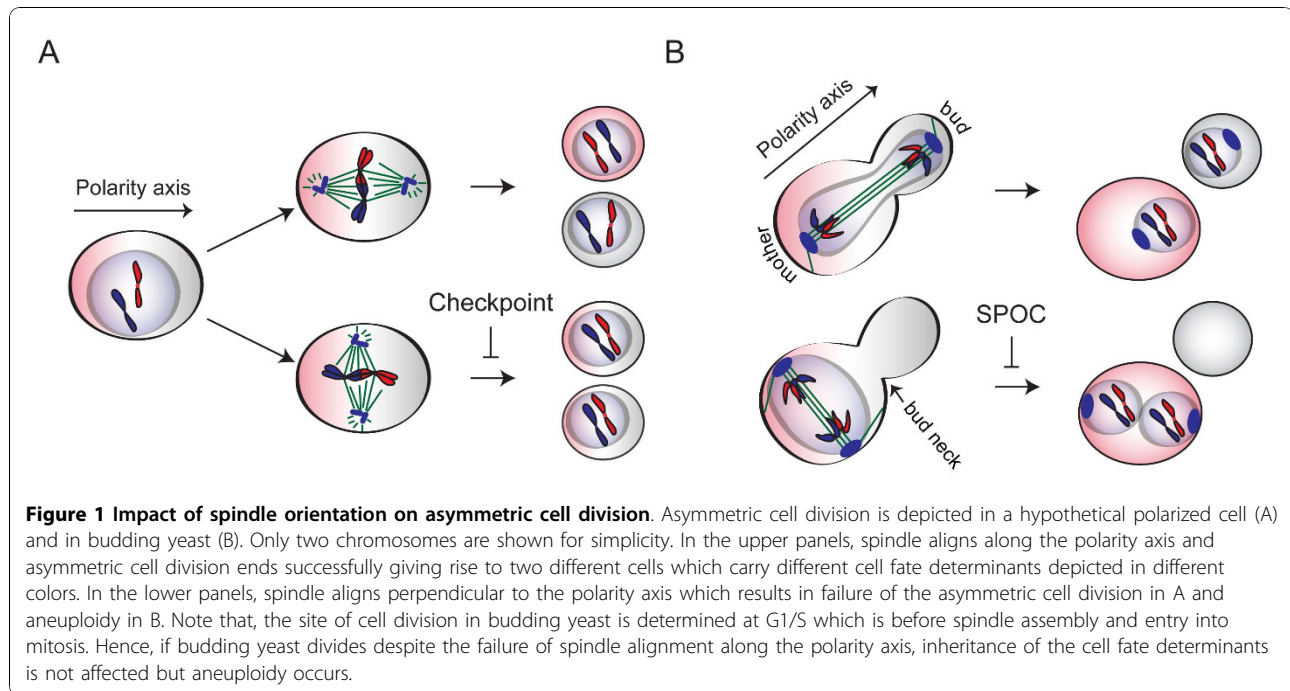 A
B
Polarity axis
Checkpoint
Polarity axis
bud
mother
SPOC
bud neck
Figure 1 Impact of spindle orientation on asymmetric cell division. Asymmetric cell division is depicted in a hypothetical polarized cell (A)
and in budding yeast (B). Only two chromosomes are shown for simplicity. In the upper panels, spindle aligns along the polarity axis and
asymmetric cell division ends successfully giving rise to two different cells which carry different cell fate determinants depicted in different
colors. In the lower panels, spindle aligns perpendicular to the polarity axis which results in failure of the asymmetric cell division in A and
aneuploidy in B. Note that, the site of cell division in budding yeast is determined at G1/S which is before spindle assembly and entry into
mitosis. Hence, if budding yeast divides despite the failure of spindle alignment along the polarity axis, inheritance of the cell fate determinants
is not affected but aneuploidy occurs.